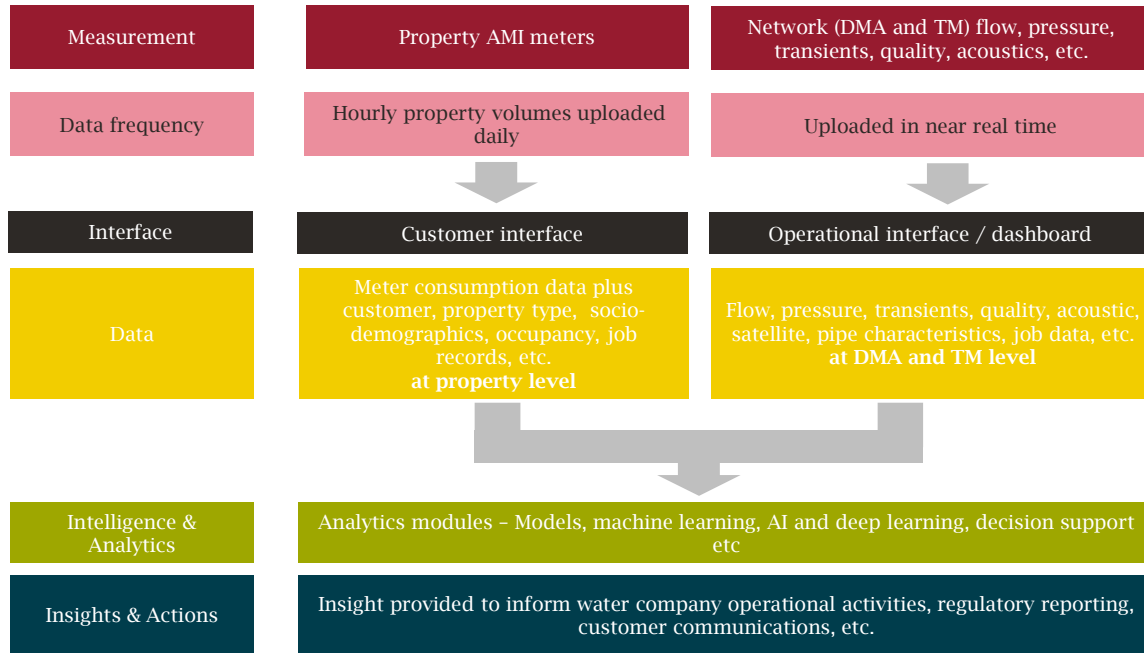 Measurement
Property AMI meters
Network (DMA and TM) flow, pressure,
transients, quality, acoustics, etc.
Data frequency
Hourly property volumes uploaded
daily
Uploaded in near real time
Interface
Customer interface
Operational interface / dashboard
Data
Meter consumption data plus
customer, property type, socio-
demographics, occupancy, job
records, etc.
at property level
Flow, pressure, transients, quality, acoustic,
satellite, pipe characteristics, job data, etc.
at DMA and TM level
Intelligence &
Analytics
Analytics modules – Models, machine learning, AI and deep learning, decision support
etc
Insights & Actions
Insight provided to inform water company operational activities, regulatory reporting,
customer communications, etc.